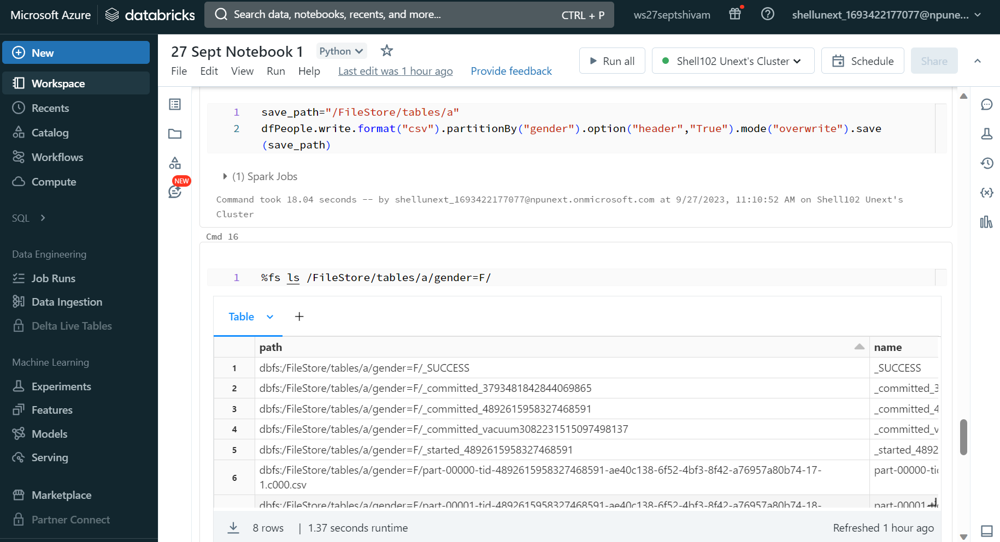 Microsoft Azure databricks Search data, notebooks, recents, and more... CTRL + P ws27septshivam shellunext_1693422177077@npune...
New
Workspace
Recents
Catalog
Workflows
Compute
SQL
Data Engineering
Job Runs
Data Ingestion
Delta Live Tables
Machine Learning
Experiments
Features
Models
Serving
Marketplace
Partner Connect
27 Sept Notebook 1 Python
File Edit View Run Help Last edit was 1 hour ago Provide feedback
Run all Shell102 Unext's Cluster Schedule Share
NEW
1 save_path="/FileStore/tables/a"
2 dfPeople.write.format("csv").partitionBy("gender").option("header","True").mode("overwrite").save
(save_path)
(1) Spark Jobs
Command took 18.04 seconds -- by shellunext_1693422177077@npunext.onmicrosoft.com at 9/27/2023, 11:10:52 AM on Shell102 Unext's
Cluster
Cmd 16
1 %fs ls /FileStore/tables/a/gender=F/
Table +
path name
1 dbfs:/FileStore/tables/a/gender=F/_SUCCESS _SUCCESS
2 dbfs:/FileStore/tables/a/gender=F/_committed_3793481842844069865 _committed_3
3 dbfs:/FileStore/tables/a/gender=F/_committed_4892615958327468591 _committed_4
4 dbfs:/FileStore/tables/a/gender=F/_committed_vacuum3082231515097498137 _committed_v
5 dbfs:/FileStore/tables/a/gender=F/_started_4892615958327468591 _started_4892
6 dbfs:/FileStore/tables/a/gender=F/part-00000-tid-4892615958327468591-ae40c138-6f52-4bf3-8f42-a76957a80b74-17- part-00000-tid
1.c000.csv
dbfs:/FileStore/tables/a/gender=F/part-00001-tid-4892615958327468591-ae40c138-6f52-4bf3-8f42-a76957a80b74-18- part-00001
8 rows | 1.37 seconds runtime Refreshed 1 hour ago